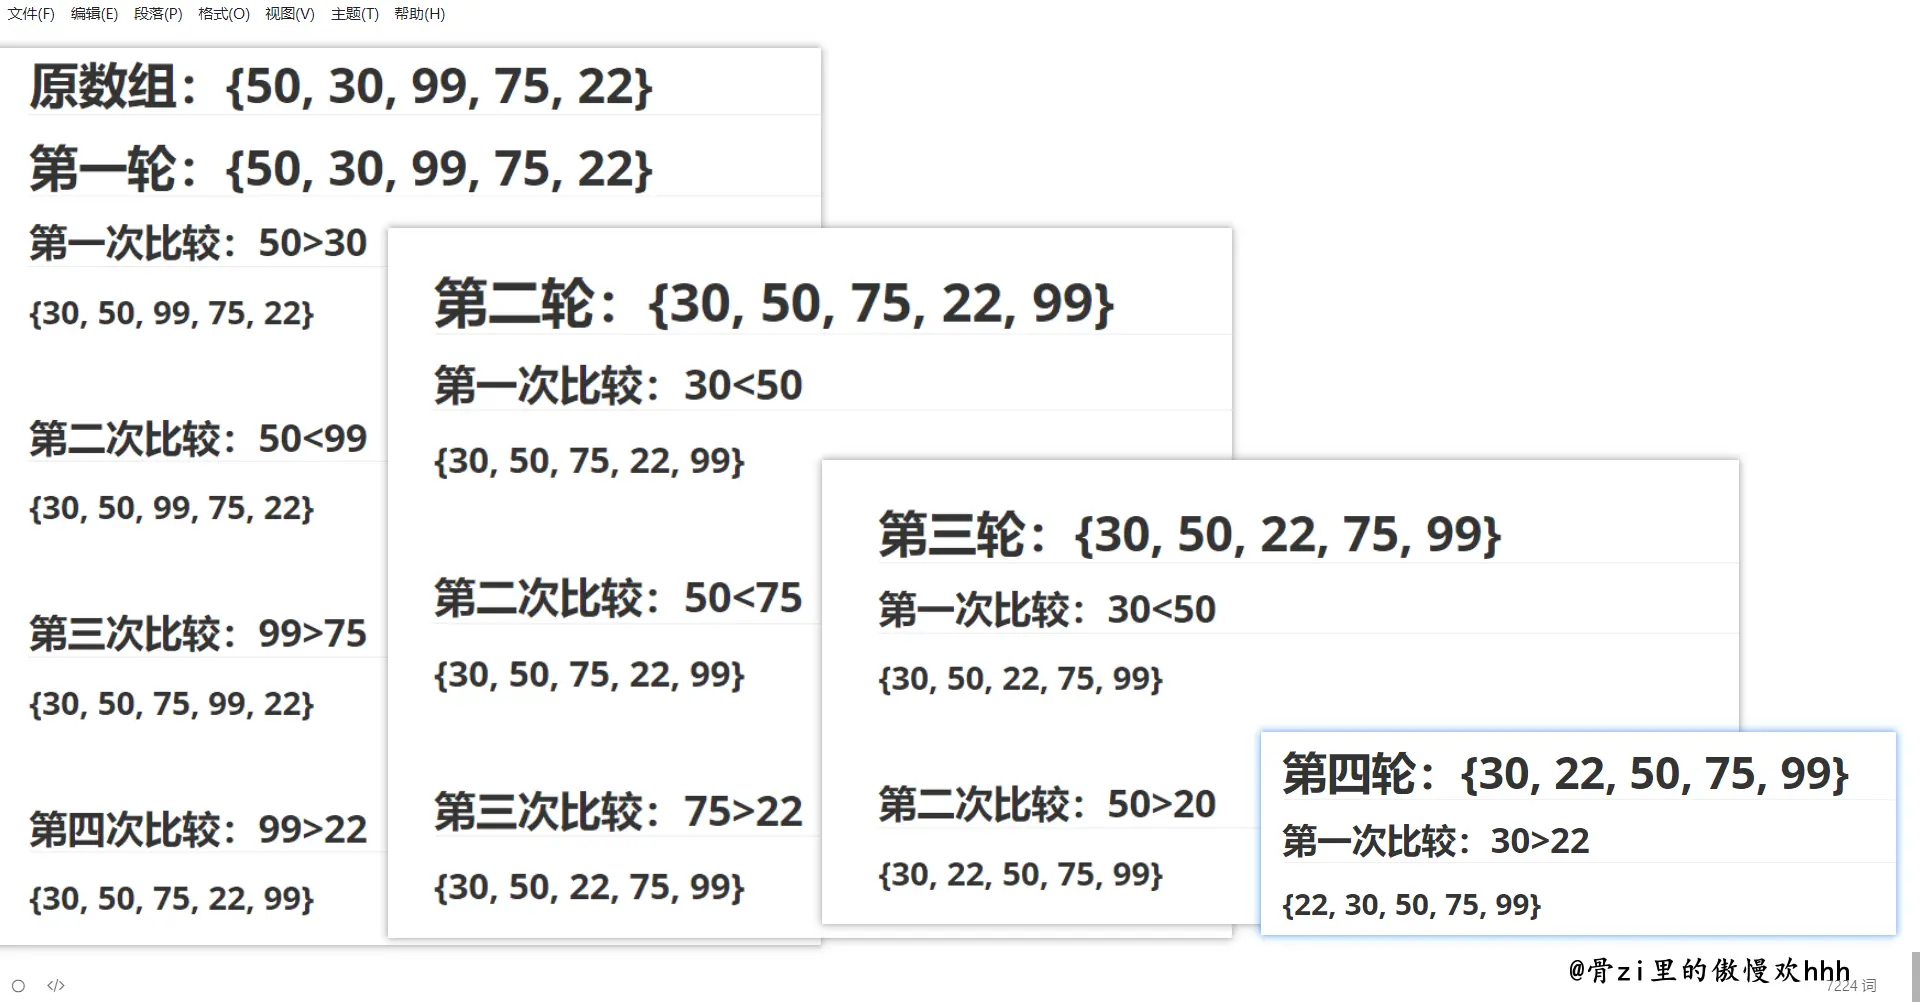 文件(F) 编辑(E) 段落(P) 格式(O) 视图(V) 主题(T) 帮助(H)
原数组：{50, 30, 99, 75, 22}
第一轮：{50, 30, 99, 75, 22}
第一次比较：50>30
{30, 50, 99, 75, 22}
第二次比较：50<99
{30, 50, 99, 75, 22}
第三次比较：99>75
{30, 50, 75, 99, 22}
第四次比较：99>22
{30, 50, 75, 22, 99}
第二轮：{30, 50, 75, 22, 99}
第一次比较：30<50
{30, 50, 75, 22, 99}
第二次比较：50<75
{30, 50, 75, 22, 99}
第三次比较：75>22
{30, 50, 22, 75, 99}
第三轮：{30, 50, 22, 75, 99}
第一次比较：30<50
{30, 50, 22, 75, 99}
第二次比较：50>20
{30, 22, 50, 75, 99}
第四轮：{30, 22, 50, 75, 99}
第一次比较：30>22
{22, 30, 50, 75, 99}
@骨zi里的傲慢欢hhh
7224 词